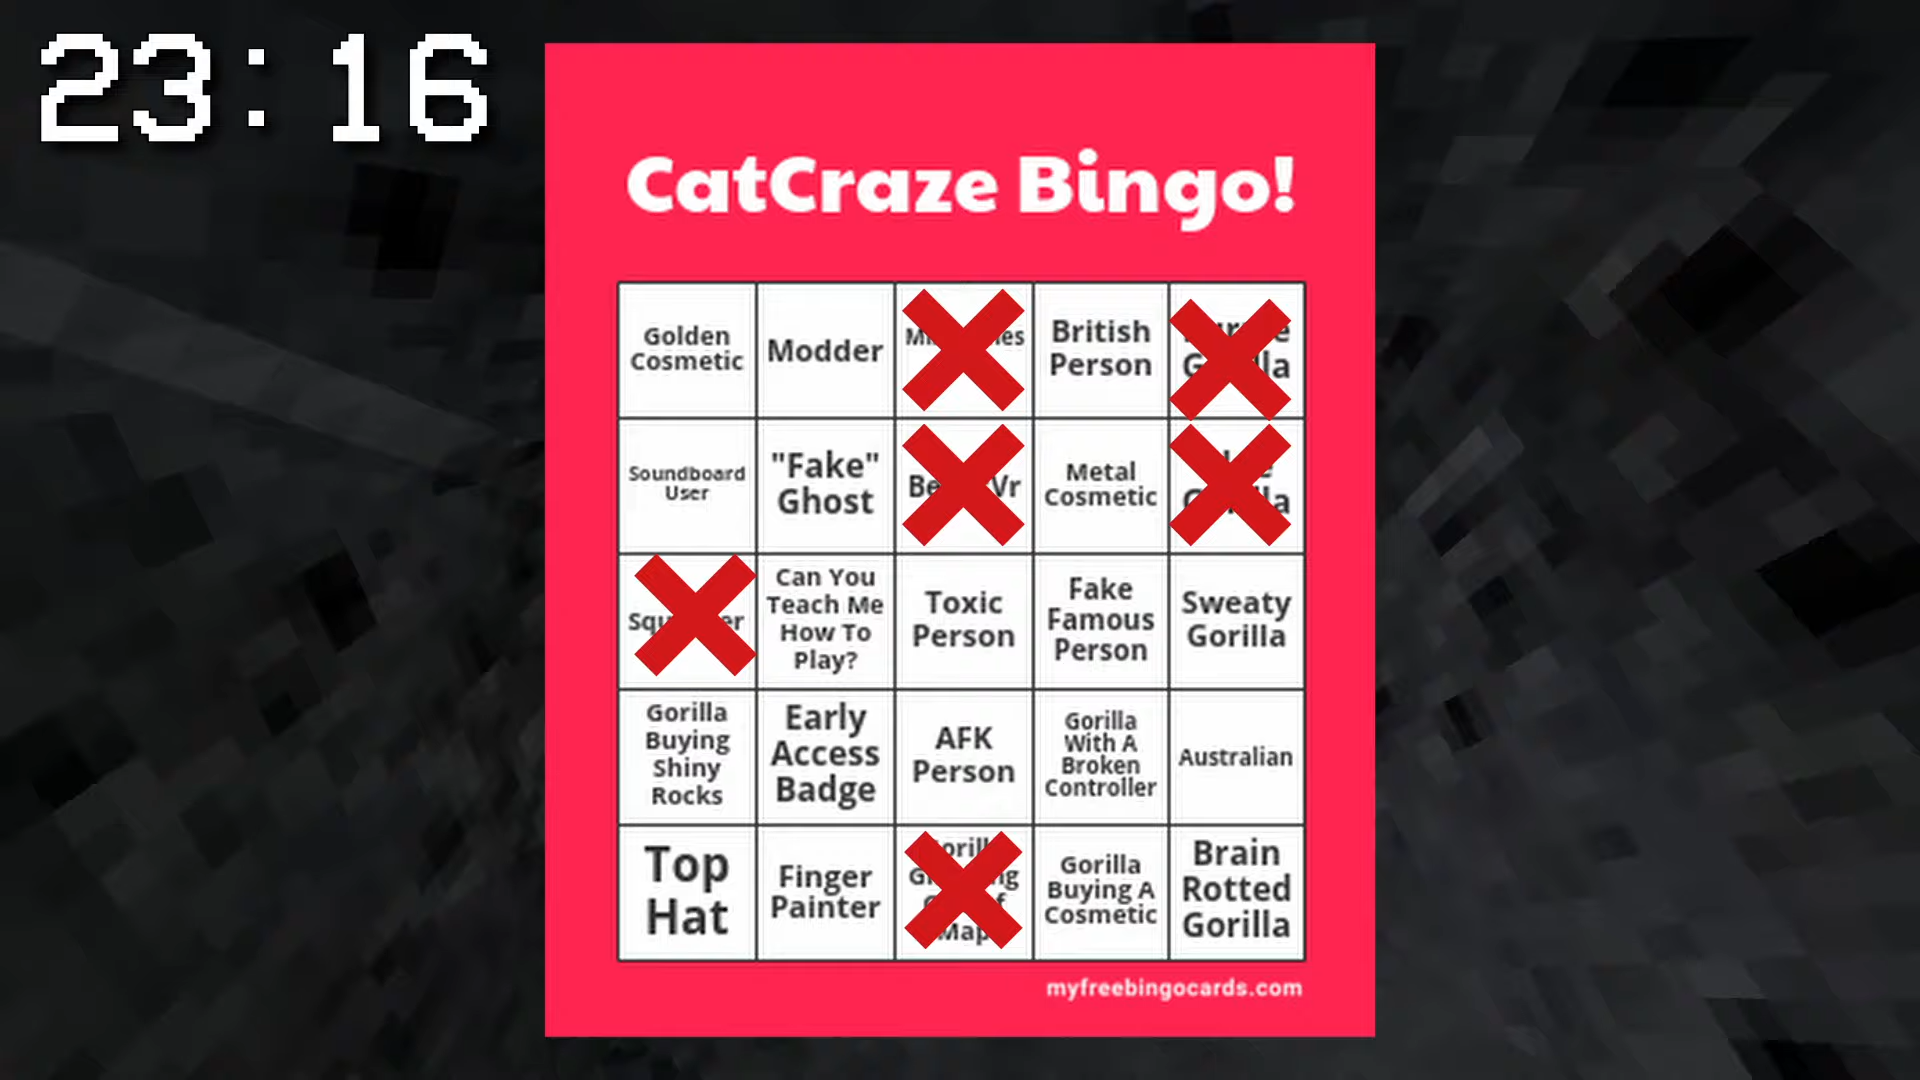 23:16
CatCraze Bingo!
Golden
Cosmetic
Modder
British
Person
Soundboard
User
"Fake"
Ghost
Metal
Cosmetic
Can You
Teach Me
How To
Play?
Toxic
Person
Fake
Famous
Person
Sweaty
Gorilla
Gorilla
Buying
Shiny
Rocks
Early
Access
Badge
AFK
Person
Gorilla
With A
Broken
Controller
Australian
Top
Hat
Finger
Painter
Map
Gorilla
Buying A
Cosmetic
Brain
Rotted
Gorilla
myfreebingocards.com